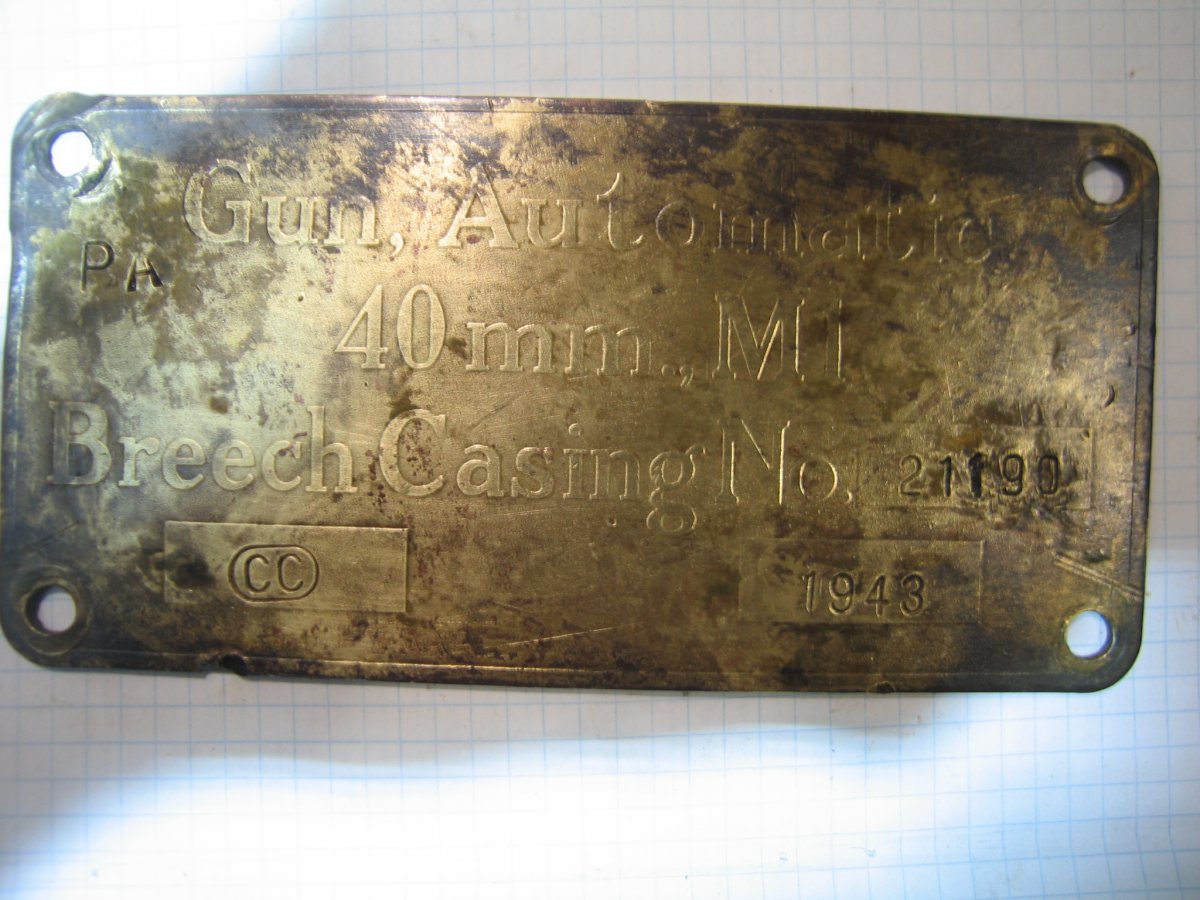 Gun, Automatic
PA
40 mm., M1
Breech Casing No. 21190
CC
1943